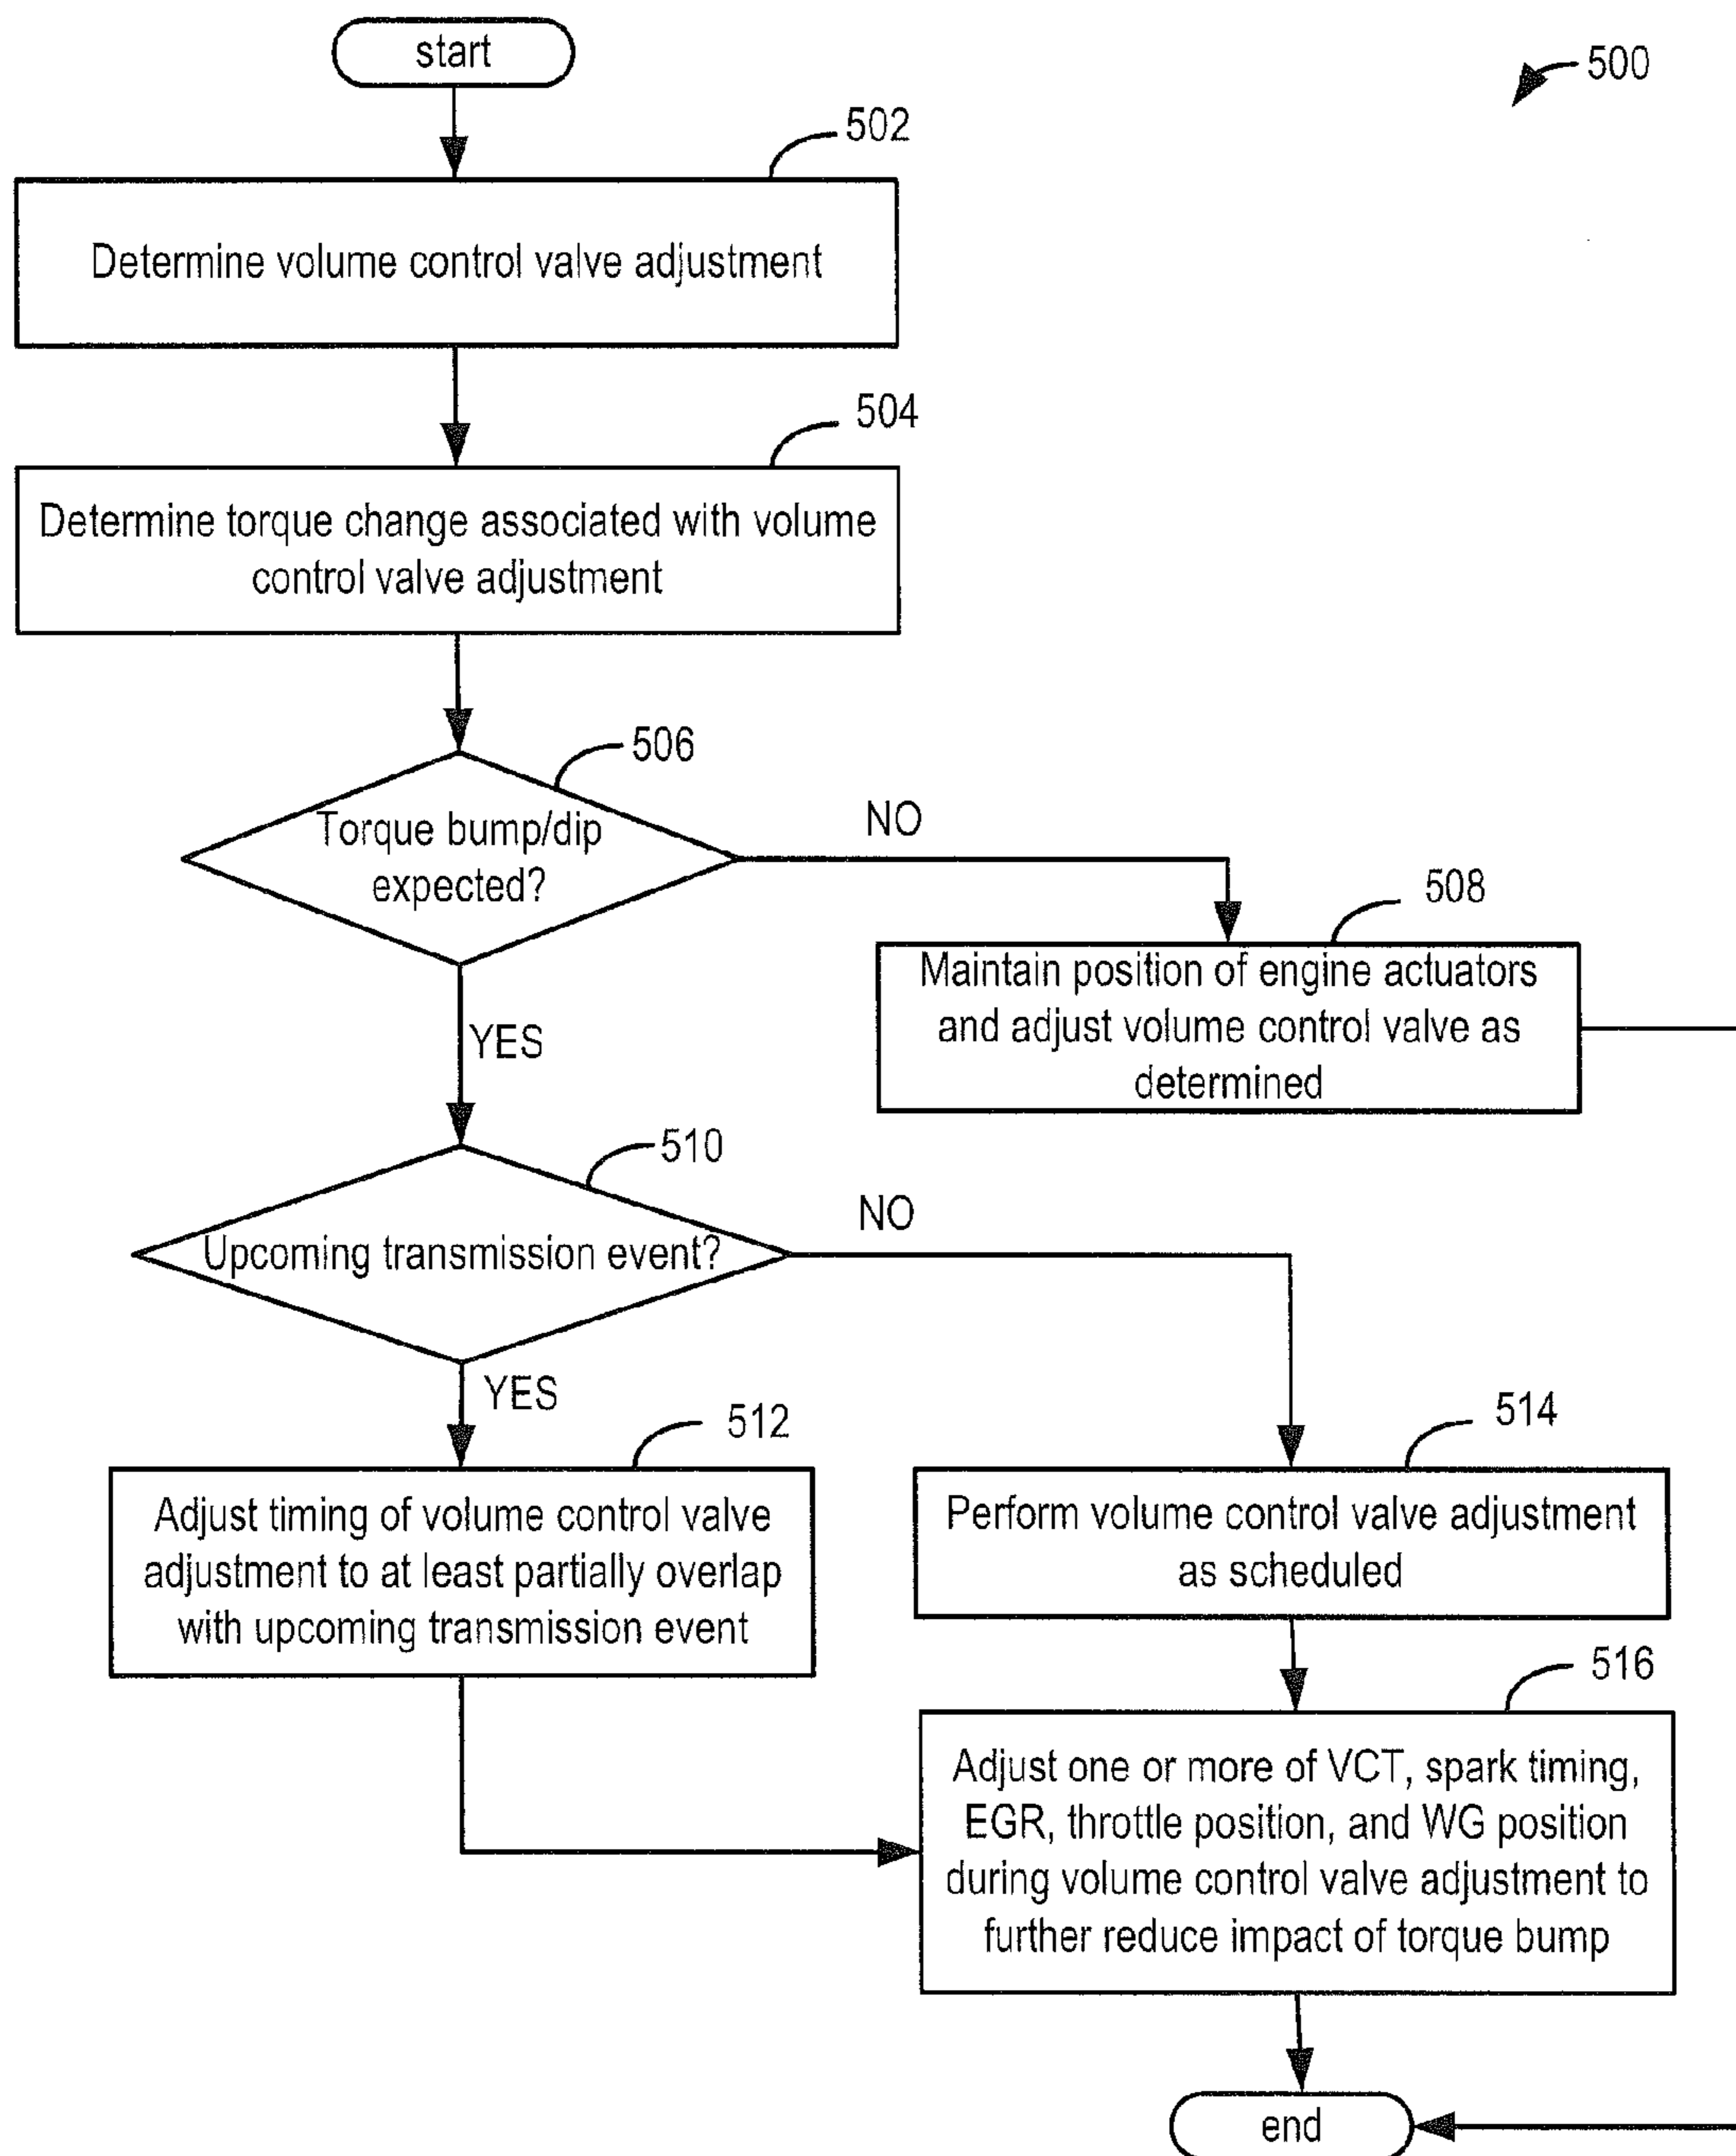 start
500
502
Determine volume control valve adjustment
504
Determine torque change associated with volume
control valve adjustment
506
Torque bump/dip
expected?
NO
508
Maintain position of engine actuators
and adjust volume control valve as
determined
YES
510
Upcoming transmission event?
NO
YES
512
Adjust timing of volume control valve
adjustment to at least partially overlap
with upcoming transmission event
514
Perform volume control valve adjustment
as scheduled
516
Adjust one or more of VCT, spark timing,
EGR, throttle position, and WG position
during volume control valve adjustment to
further reduce impact of torque bump
end